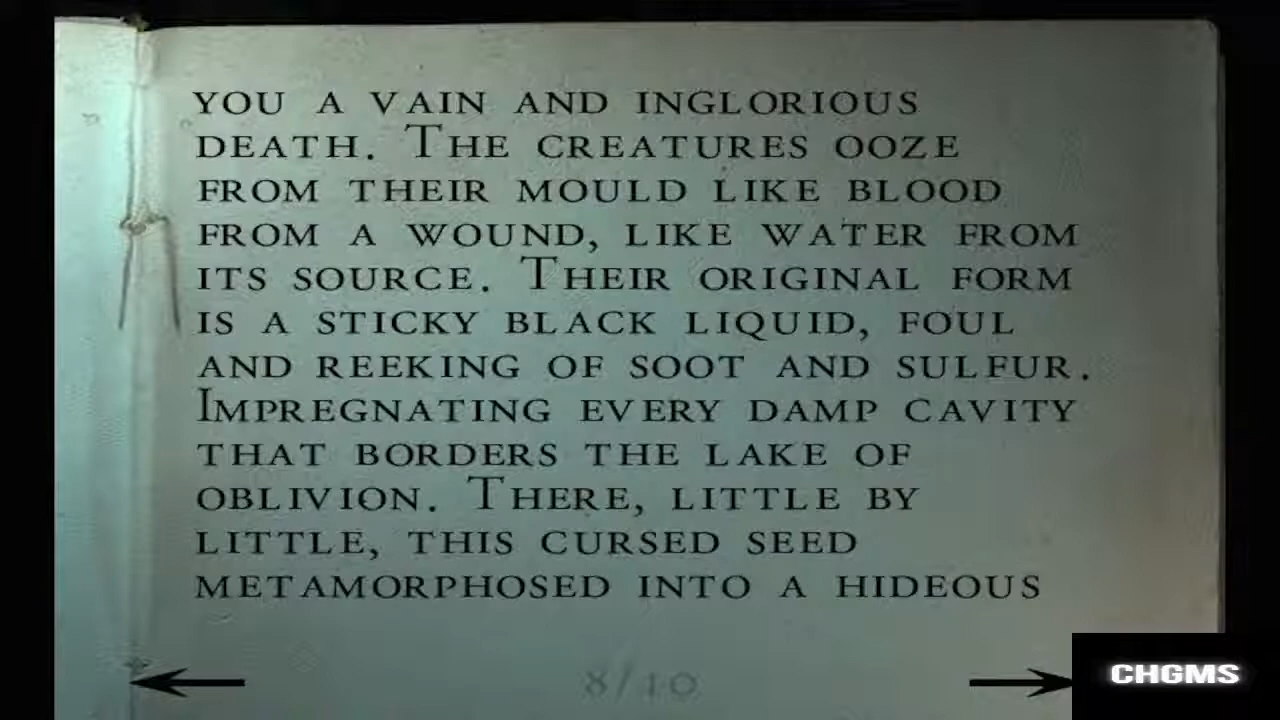 YOU A VAIN AND INGLORIOUS
DEATH. THE CREATURES OOZE
FROM THEIR MOULD LIKE BLOOD
FROM A WOUND, LIKE WATER FROM
ITS SOURCE. THEIR ORIGINAL FORM
IS A STICKY BLACK LIQUID, FOUL
AND REEKING OF SOOT AND SULFUR.
IMPREGNATING EVERY DAMP CAVITY
THAT BORDERS THE LAKE OF
OBLIVION. THERE, LITTLE BY
LITTLE, THIS CURSED SEED
METAMORPHOSED INTO A HIDEOUS
8/10
CHGMS